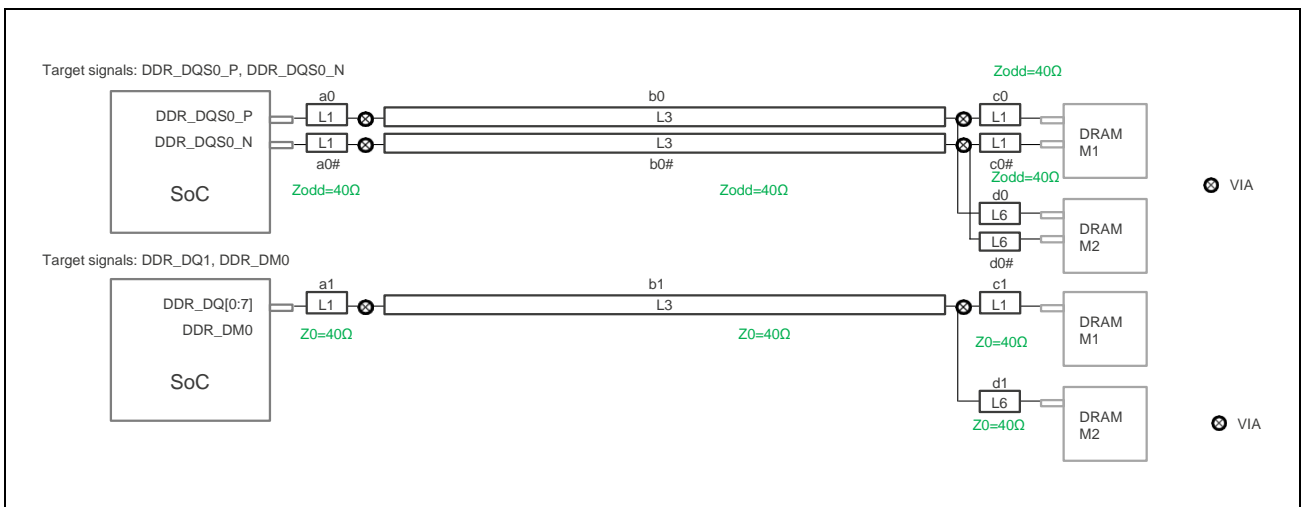 Target signals: DDR_DQS0_P, DDR_DQS0_N
Zodd=40Ω
a0
b0
c0
DDR_DQS0_P
L1
L3
L1
DDR_DQS0_N
L1
L3
L1
DRAM
M1
a0#
b0#
c0#
SoC
Zodd=40Ω
Zodd=40Ω
Zodd=40Ω
VIA
d0
L6
L6
DRAM
M2
d0#
Target signals: DDR_DQ1, DDR_DM0
a1
b1
c1
DDR_DQ[0:7]
L1
L3
L1
DDR_DM0
Z0=40Ω
Z0=40Ω
Z0=40Ω
DRAM
M1
SoC
d1
L6
Z0=40Ω
DRAM
M2
VIA